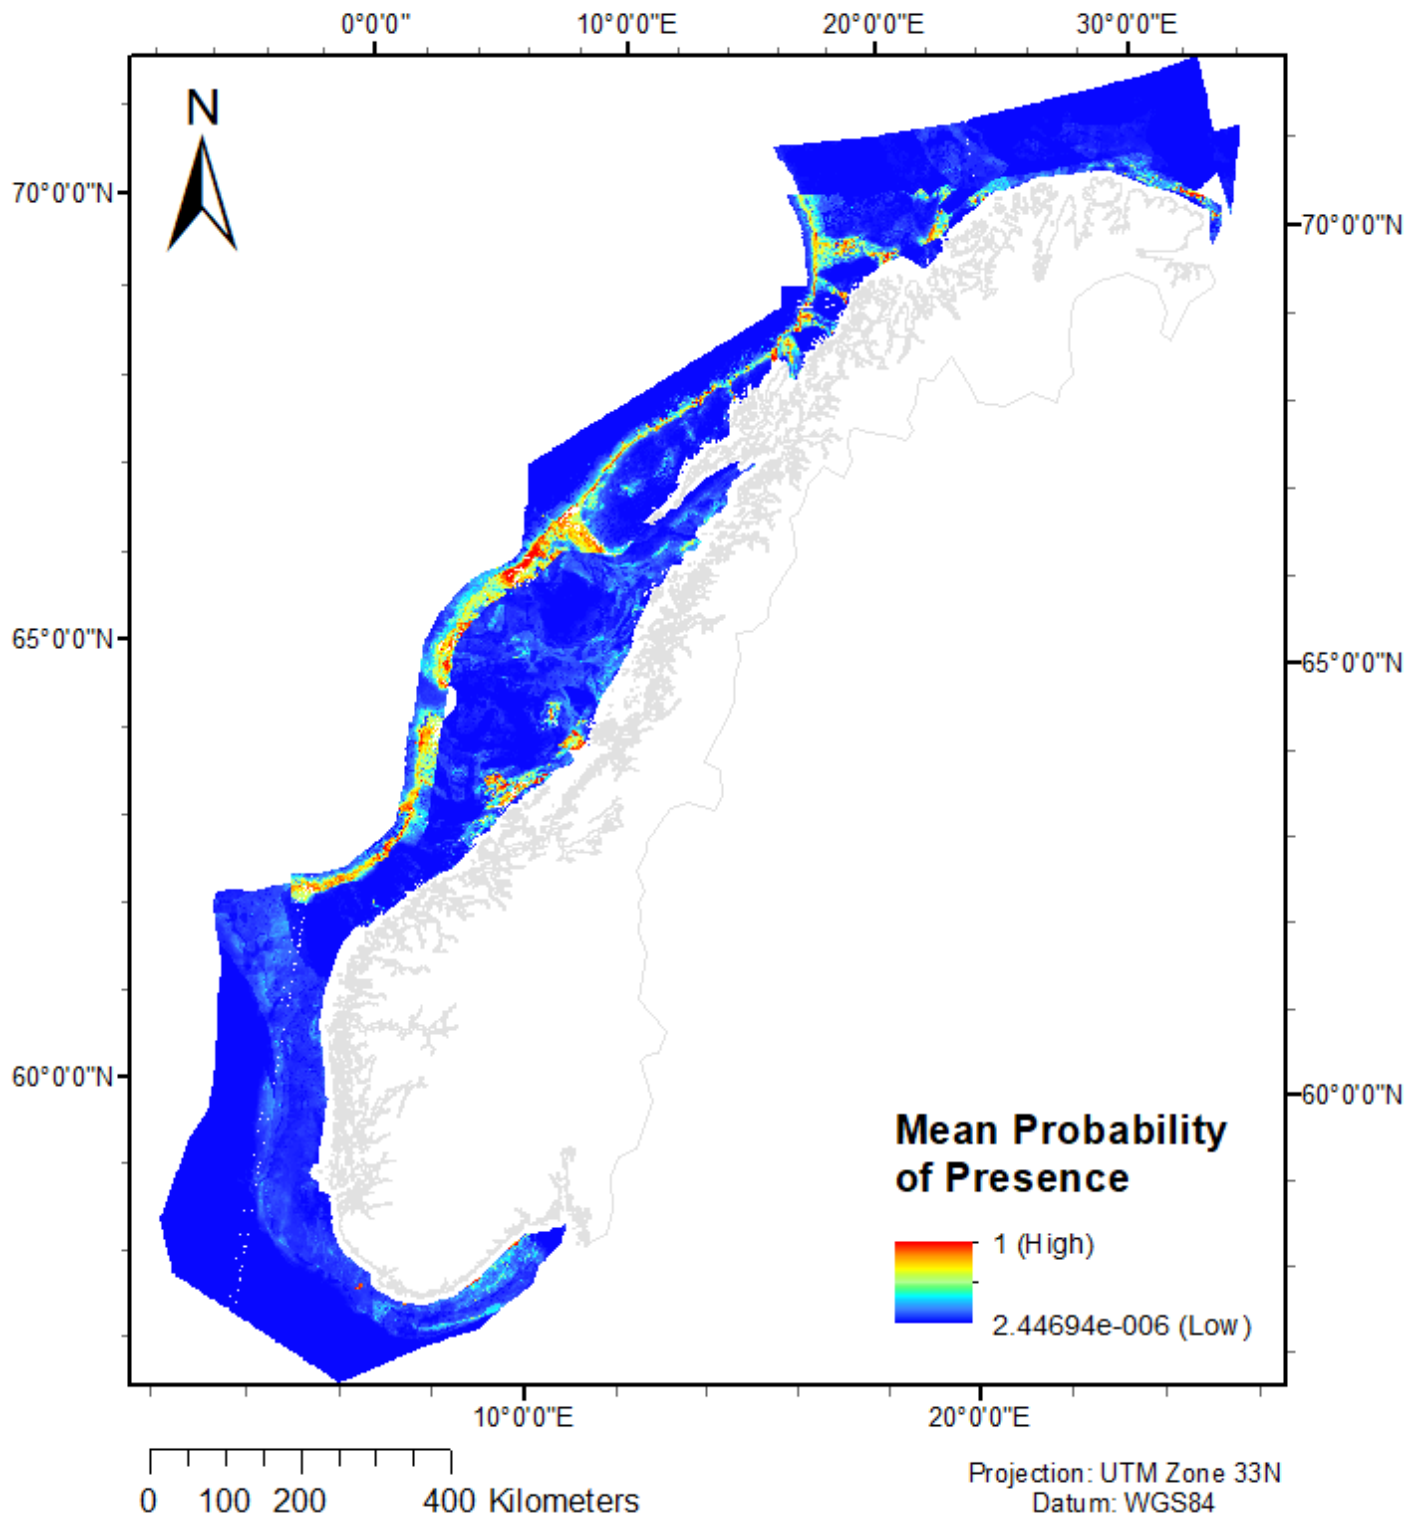 0°0'0"
10°0'0"E
20°0'0"E
30°0'0"E
N
70°0'0"N
70°0'0"N
65°0'0"N
65°0'0"N
60°0'0"N
60°0'0"N
Mean Probability
of Presence
1 (High)
2.44694e-006 (Low)
10°0'0"E
20°0'0"E
0 100 200 400 Kilometers
Projection: UTM Zone 33N
Datum: WGS84